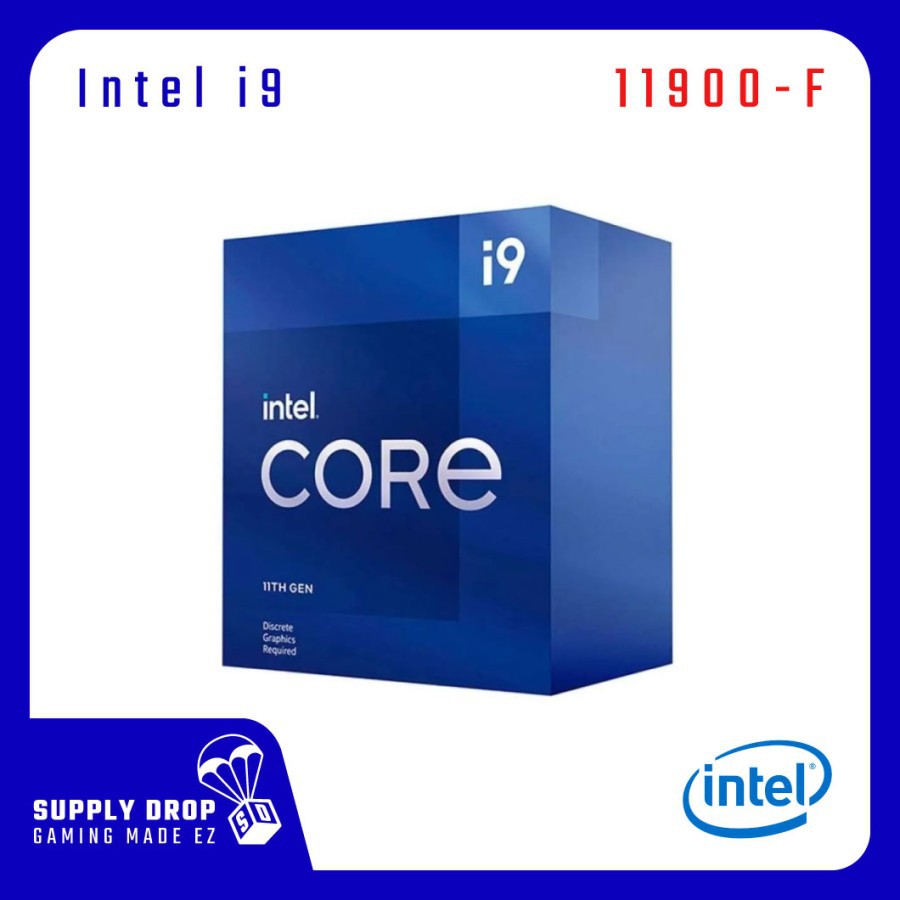 Intel i9
11900-F
i9
intel.
CORe
11TH GEN
Discrete
Graphics
Required
SUPPLY DROP
GAMING MADE EZ
SD
intel®